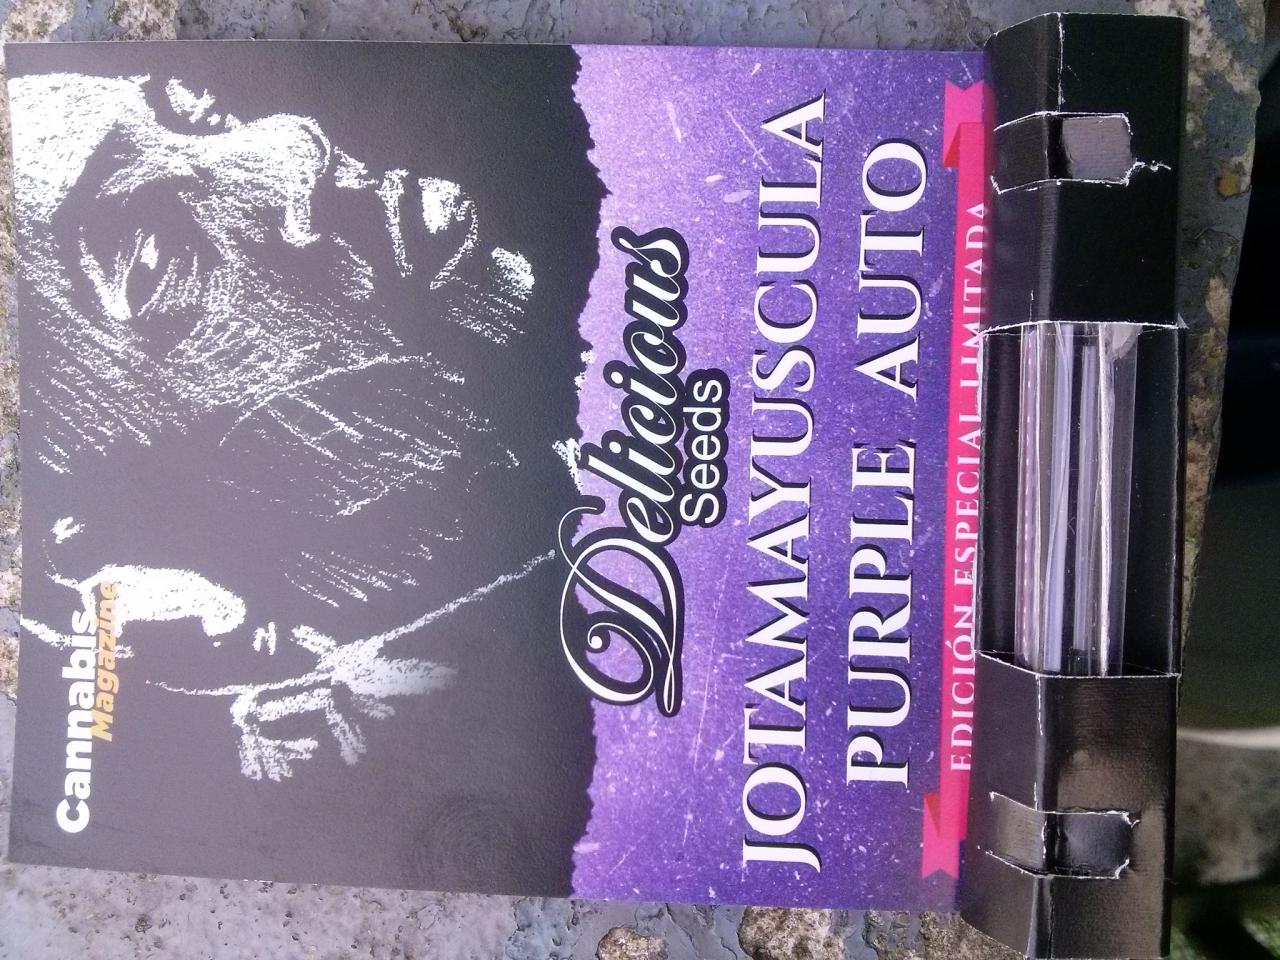 Cannabis
Magazine
Delicious
Seeds
JOTAMAYUSCULA
PURPLE AUTO
EDICIÓN ESPECIAL LIMITADA